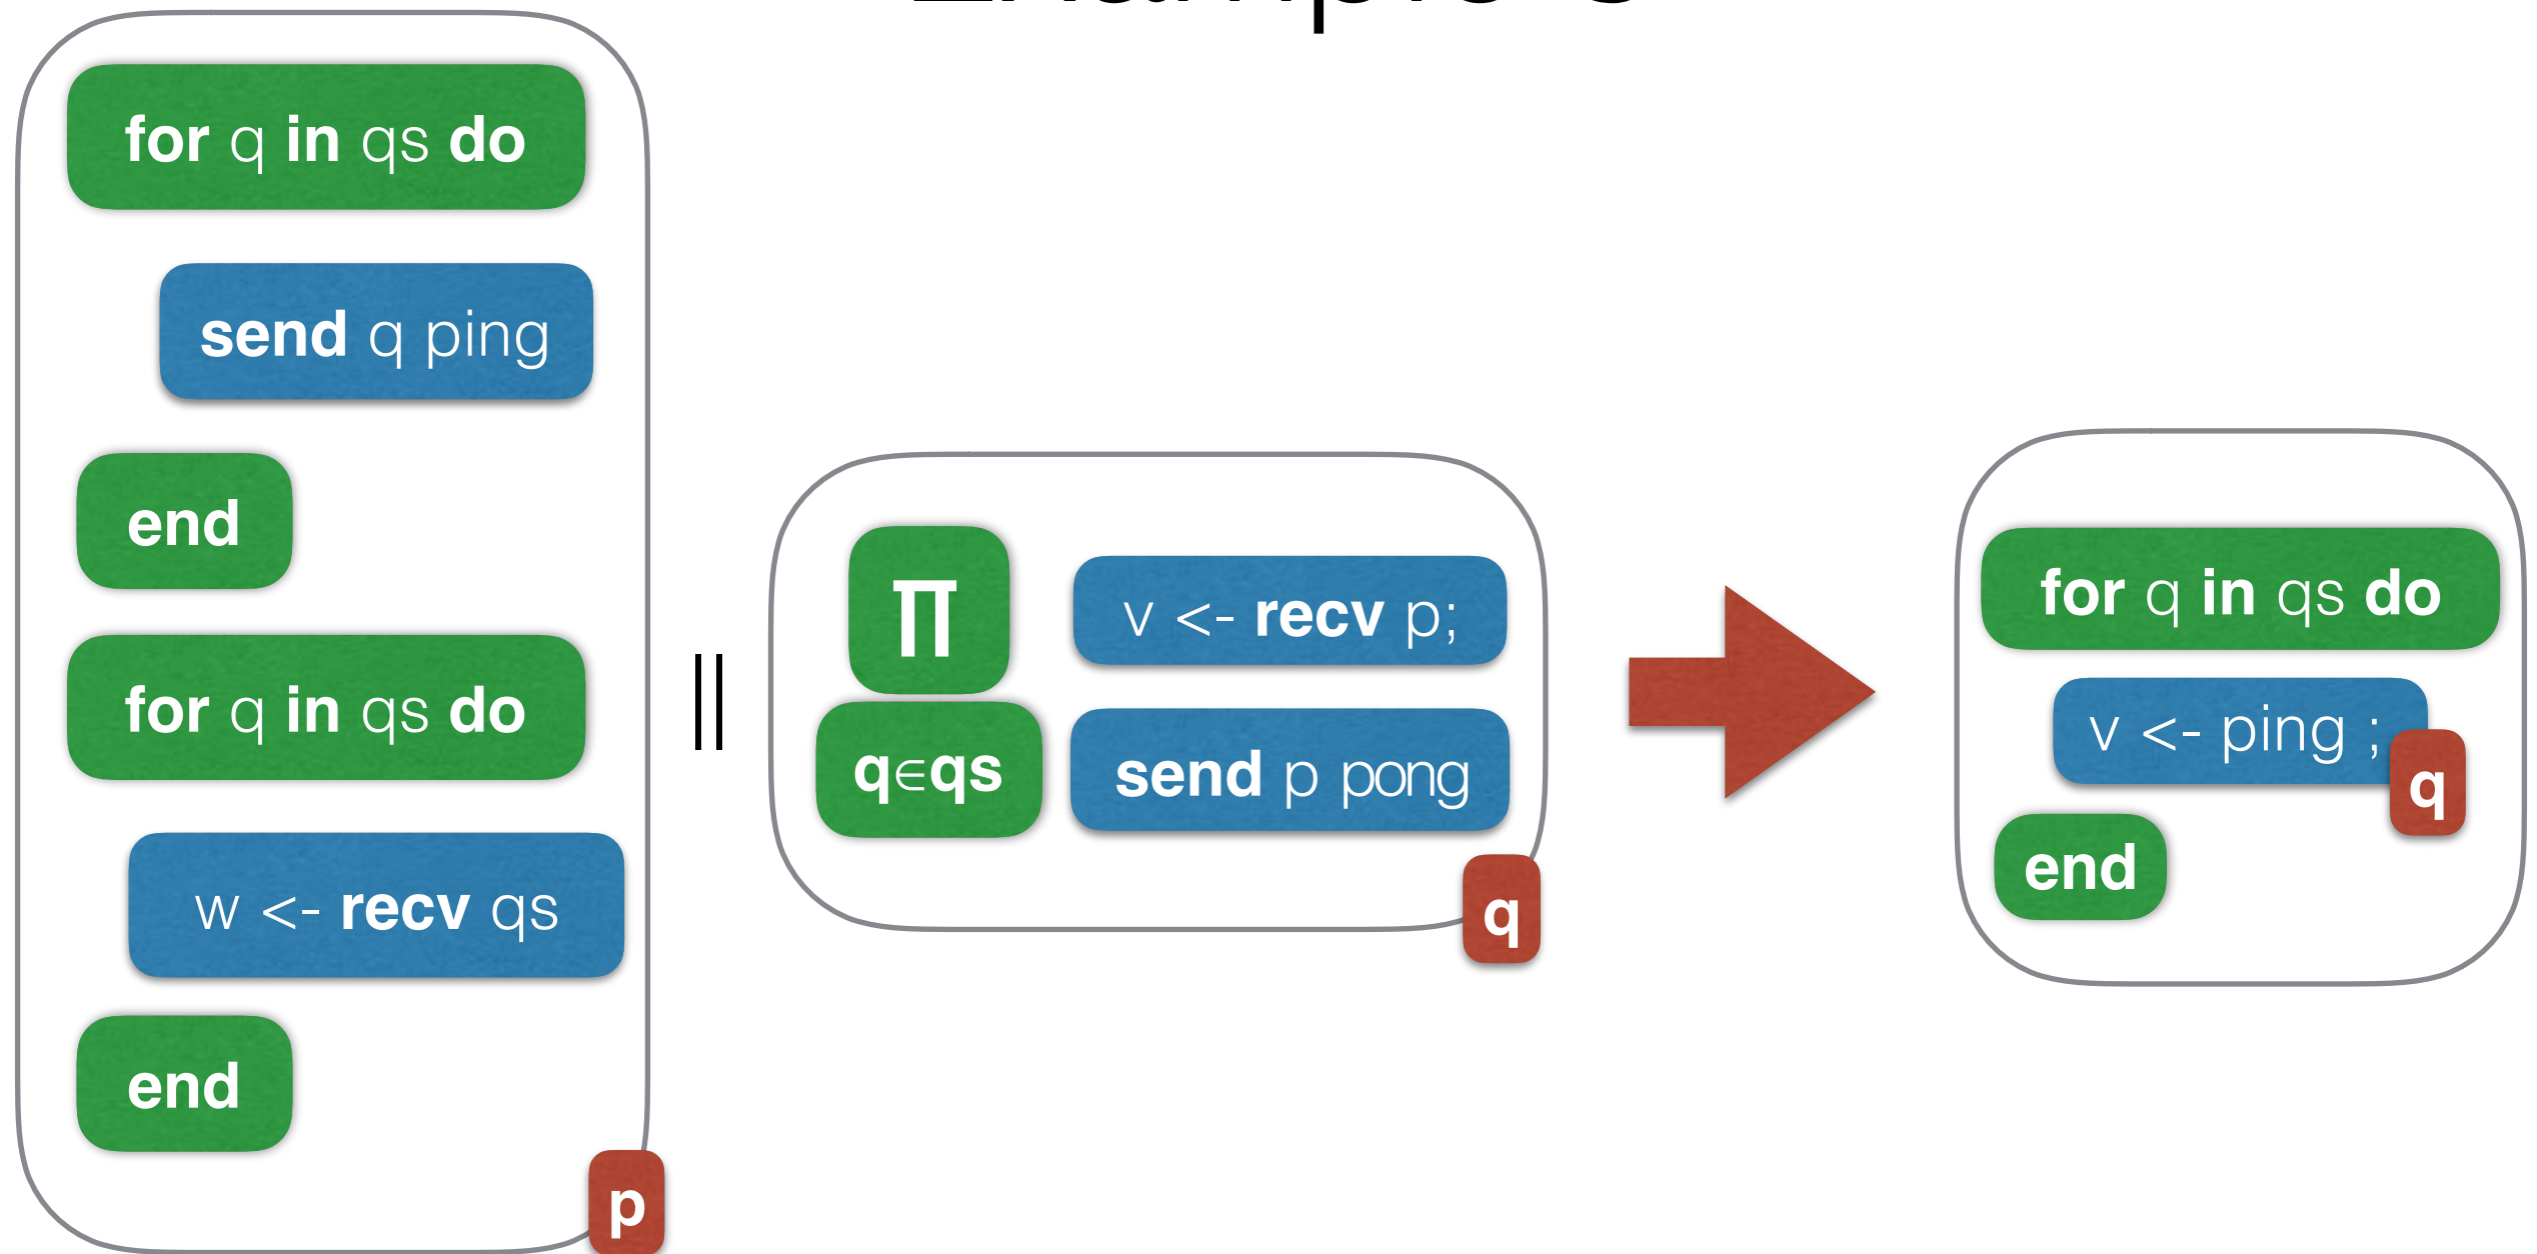 for q in qs do
send q ping
end
for q in qs do
w <- recv qs
end
p
||
∏
q∈qs
v <- recv p;
send p pong
q
for q in qs do
v <- ping ;
q
end